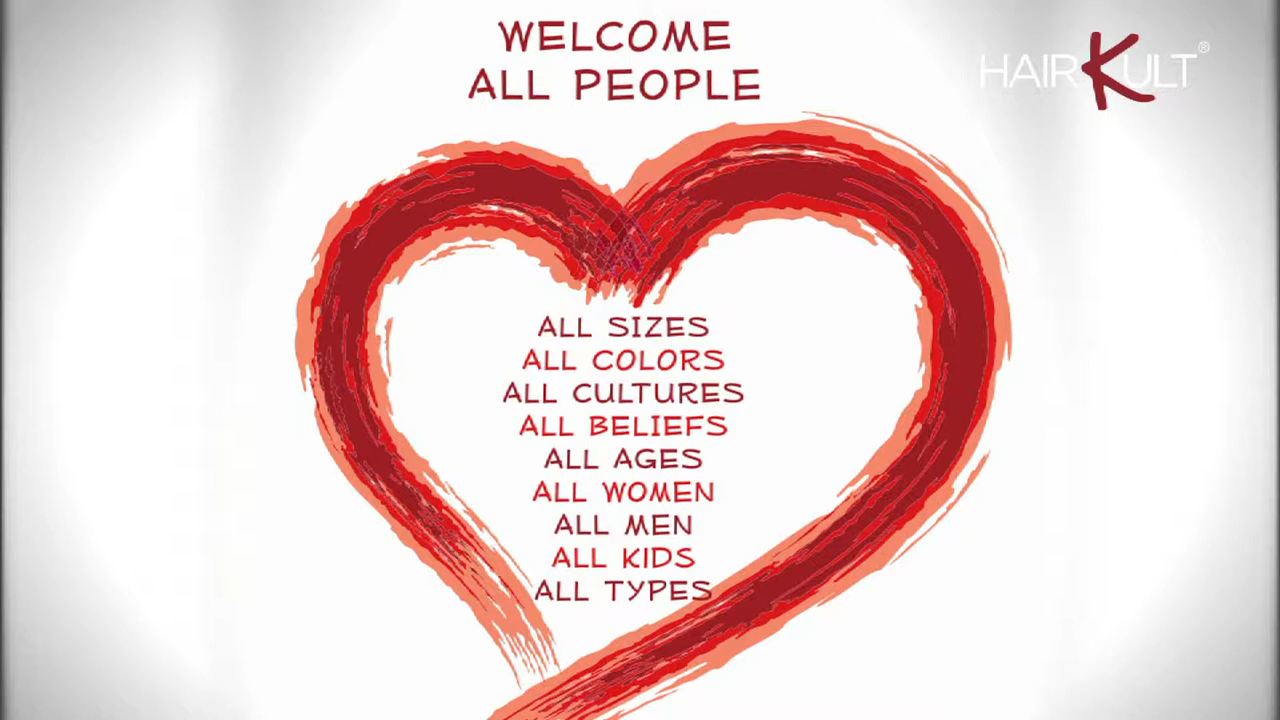 WELCOME
ALL PEOPLE
HAIRKULT®
ALL SIZES
ALL COLORS
ALL CULTURES
ALL BELIEFS
ALL AGES
ALL WOMEN
ALL MEN
ALL KIDS
ALL TYPES